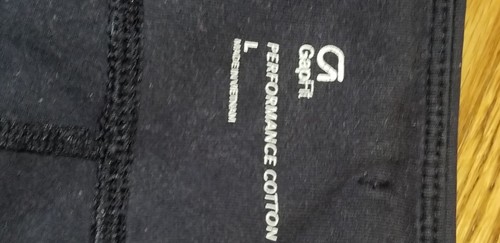 GapFit
PERFORMANCE COTTON
L
MADE IN VIETNAM